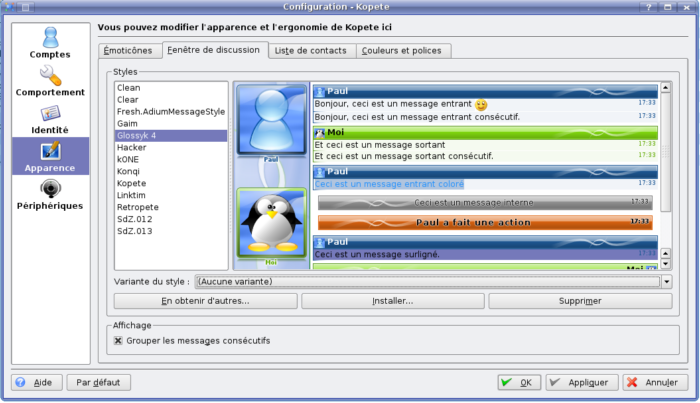 Configuration - Kopete
Vous pouvez modifier l'apparence et l'ergonomie de Kopete ici
Comptes
Comportement
Identité
Apparence
Périphériques
Émoticônes
Fenêtre de discussion
Liste de contacts
Couleurs et polices
Styles
Clean
Clear
Fresh.AdiumMessageStyle
Gaim
Glossyk 4
Hacker
kONE
Konqi
Kopete
Linktim
Retropete
SdZ.012
SdZ.013
Paul
Moi
Paul
Bonjour, ceci est un message entrant 17:33
Bonjour, ceci est un message entrant consécutif. 17:33
Moi
Et ceci est un message sortant 17:33
Et ceci est un message sortant consécutif. 17:33
Paul
Ceci est un message entrant coloré 17:33
Ceci est un message interne 17:33
Paul a fait une action 17:33
Paul
Ceci est un message surligné. 17:33
Moi
Variante du style : (Aucune variante)
En obtenir d'autres...
Installer...
Supprimer
Affichage
Grouper les messages consécutifs
Aide
Par défaut
OK
Appliquer
Annuler